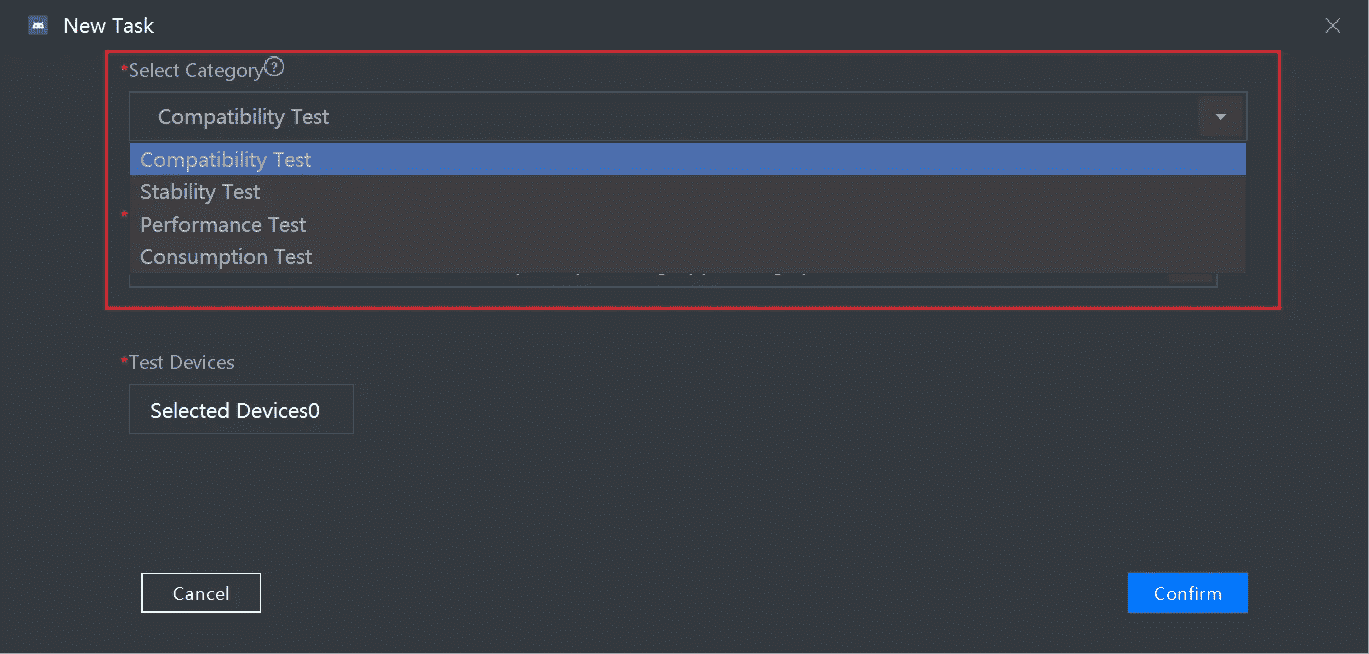 New Task
*Select Category?
Compatibility Test
Compatibility Test
Stability Test
*
Performance Test
Consumption Test
*Test Devices
Selected Devices0
Cancel
Confirm